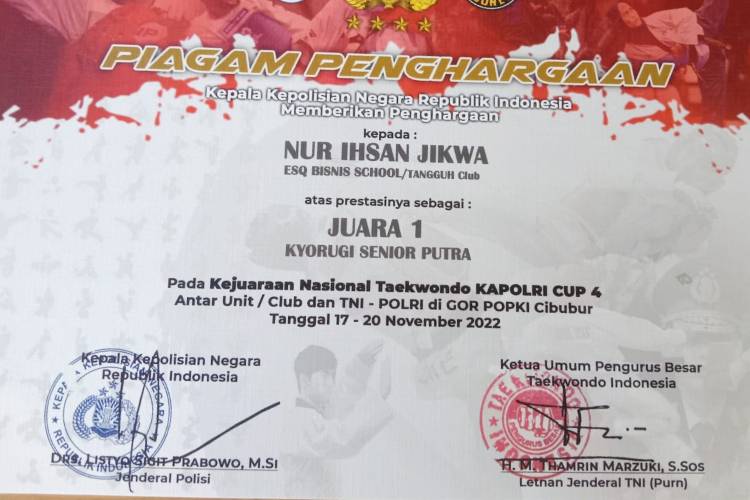 PIAGAM PENGHARGAAN
Kepala Kepolisian Negara Republik Indonesia
Memberikan Penghargaan
kepada :
NUR IHSAN JIKWA
ESQ BISNIS SCHOOL/TANGGUH Club
atas prestasinya sebagai :
JUARA 1
KYORUGI SENIOR PUTRA
Pada Kejuaraan Nasional Taekwondo KAPOLRI CUP 4
Antar Unit / Club dan TNI - POLRI di GOR POPKI Cibubur
Tanggal 17 - 20 November 2022
Kepala Kepolisian Negara
Republik Indonesia
Drs. Listyo Sigit Prabowo, M.Si
Jenderal Polisi
Ketua Umum Pengurus Besar
Taekwondo Indonesia
H. M. Thamrin Marzuki, S.Sos
Letnan Jenderal TNI (Purn)